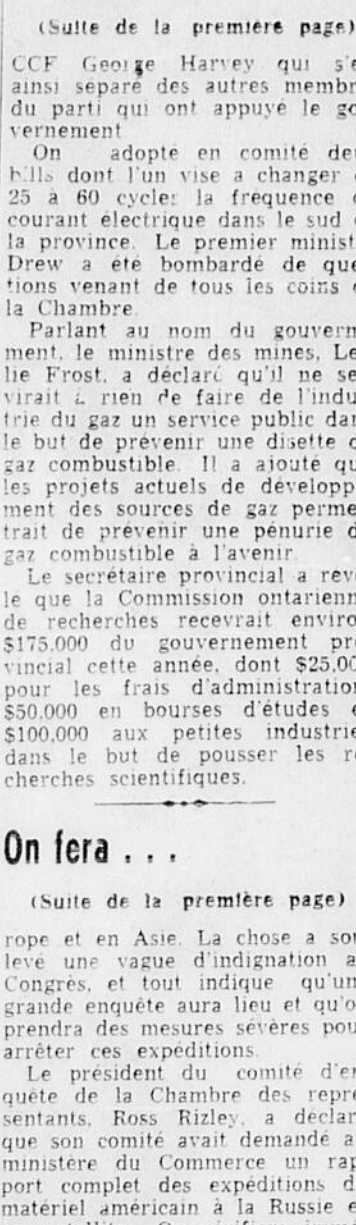 (Suite de la première page)
CCF George Harvey qui s'e
ainsi séparé des autres membr
du parti qui ont appuyé le go
vernement
On adopte en comité deu
bills dont l'un vise a changer
25 à 60 cycles la fréquence
courant électrique dans le sud
la province. Le premier minist
Drew a été bombardé de que
tions venant de tous les coins
la Chambre.
Parlant au nom du gouvern
ment, le ministre des mines, Le
lie Frost, a déclaré qu'il ne se
virait à rien de faire de l'indu
trie du gaz un service public dan
le but de prévenir une disette d
gaz combustible. Il a ajouté qu
les projets actuels de développ
ment des sources de gaz perme
trait de prévenir une pénurie d
gaz combustible à l'avenir.
Le secrétaire provincial a revé
le que la Commission ontarienn
de recherches recevrait enviro
$175.000 du gouvernement pro
vincial cette année, dont $25,00
pour les frais d'administration
$50.000 en bourses d'études e
$100,000 aux petites industrie
dans le but de pousser les re
cherches scientifiques.
On fera . . .
(Suite de la première page)
rope et en Asie. La chose a sou
levé une vague d'indignation a
Congrès, et tout indique qu'un
grande enquête aura lieu et qu'o
prendra des mesures sévères pou
arrêter ces expéditions.
Le président du comité d'en
quête de la Chambre des repré
sentants, Ross Rizley, a déclar
que son comité avait demandé a
ministère du Commerce un rap
port complet des expéditions d
matériel américain à la Russie e